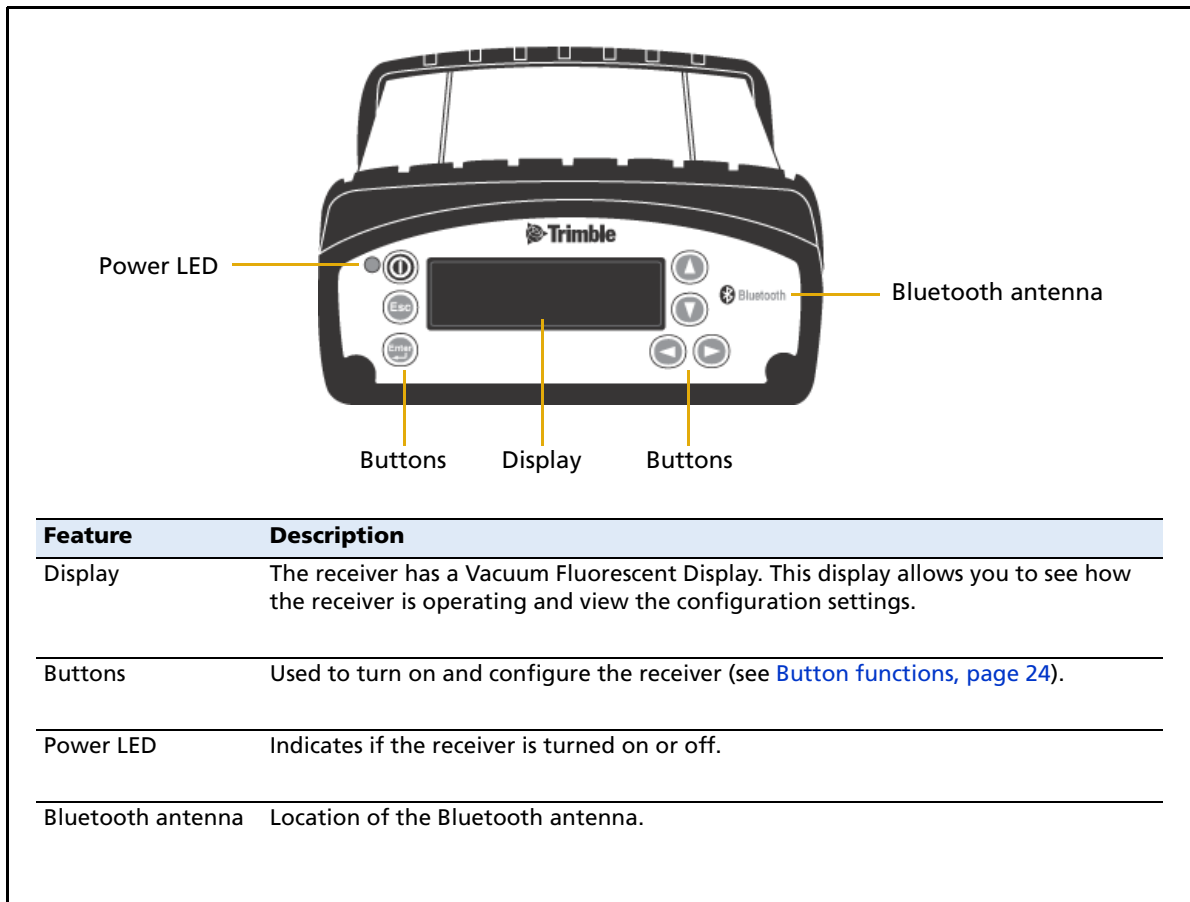 Trimble
Power LED
Esc
Bluetooth
Bluetooth antenna
Enter
Buttons Display Buttons
Feature Description
Display The receiver has a Vacuum Fluorescent Display. This display allows you to see how
the receiver is operating and view the configuration settings.
Buttons Used to turn on and configure the receiver (see Button functions, page 24).
Power LED Indicates if the receiver is turned on or off.
Bluetooth antenna Location of the Bluetooth antenna.